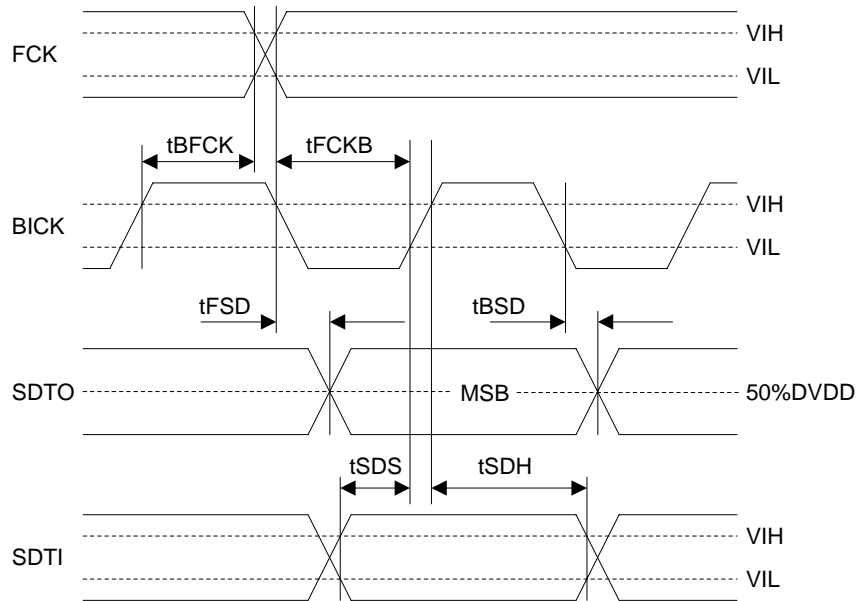 FCK
VIH
VIL
tBFCK
tFCKB
BICK
VIH
VIL
tFSD
tBSD
SDTO
MSB
50%DVDD
tSDS
tSDH
SDTI
VIH
VIL